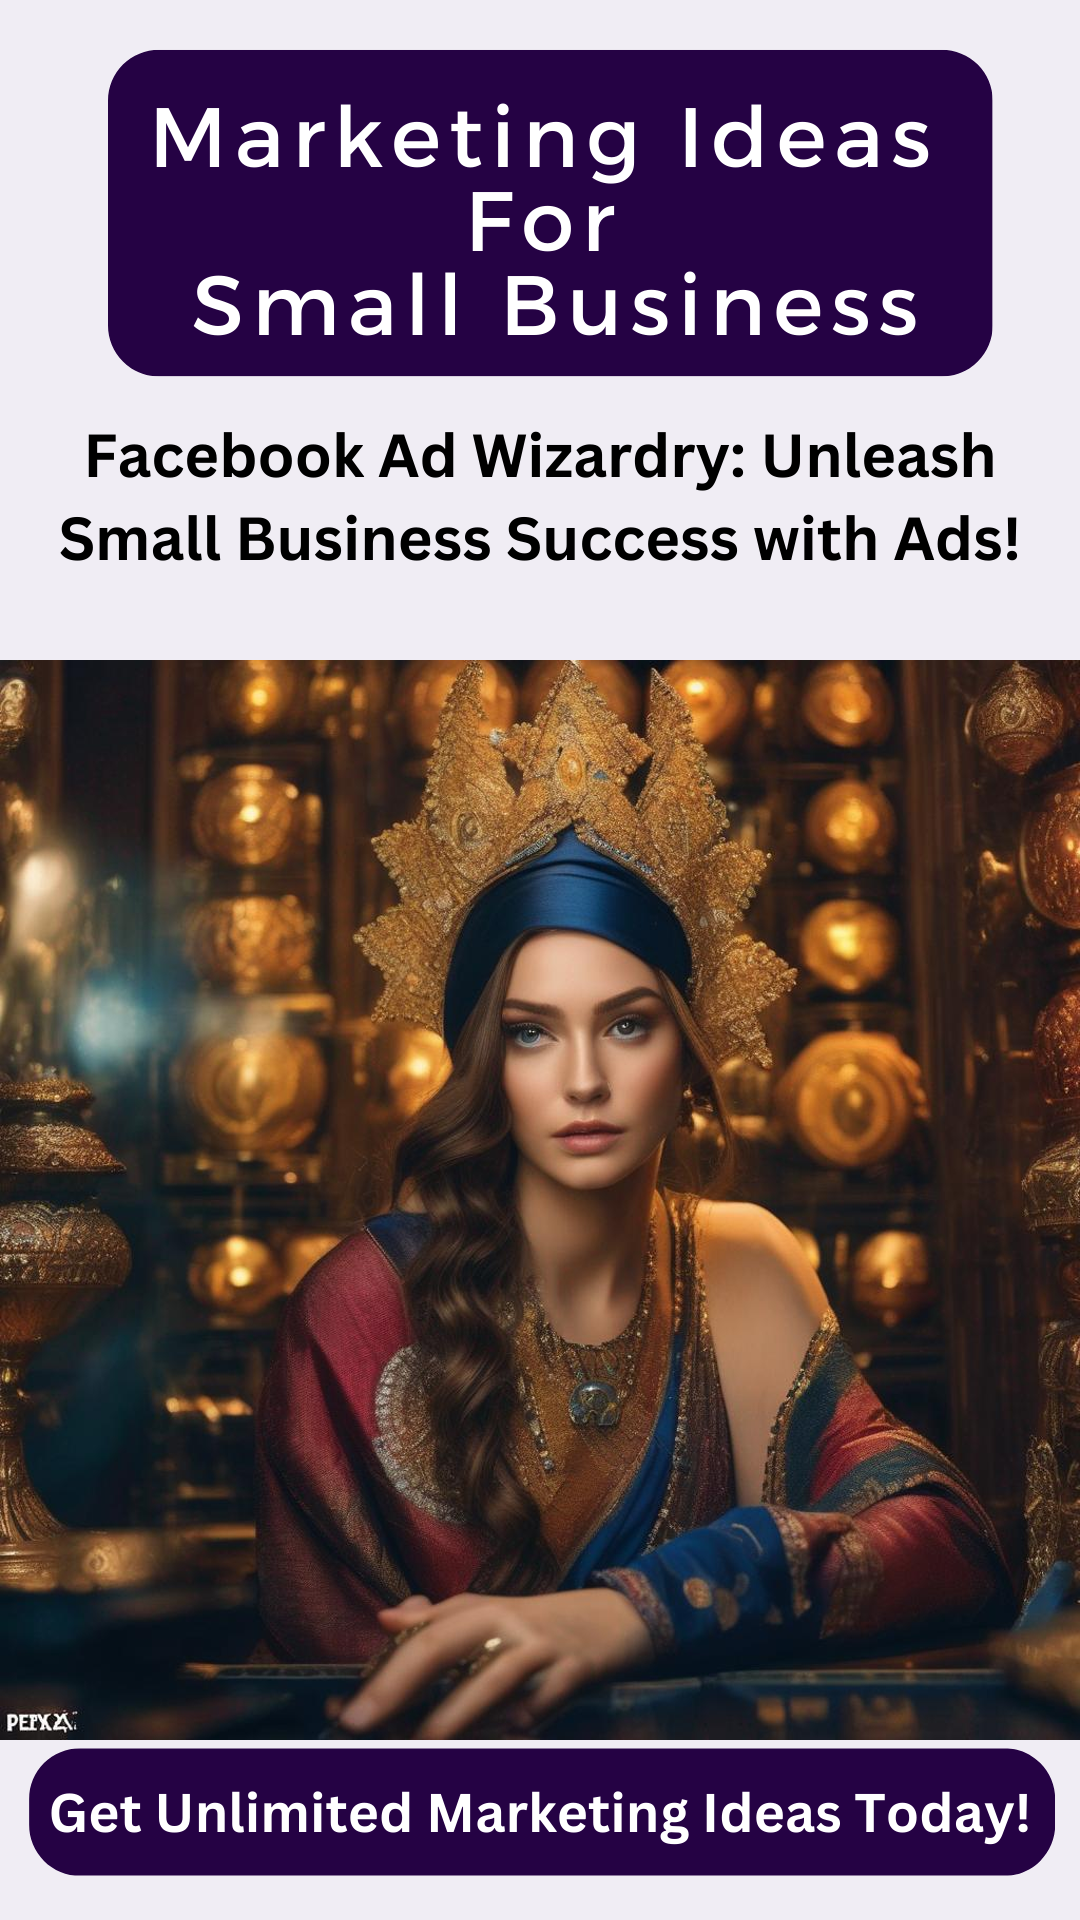 Marketing Ideas
For
Small Business
Facebook Ad Wizardry: Unleash
Small Business Success with Ads!
Get Unlimited Marketing Ideas Today!